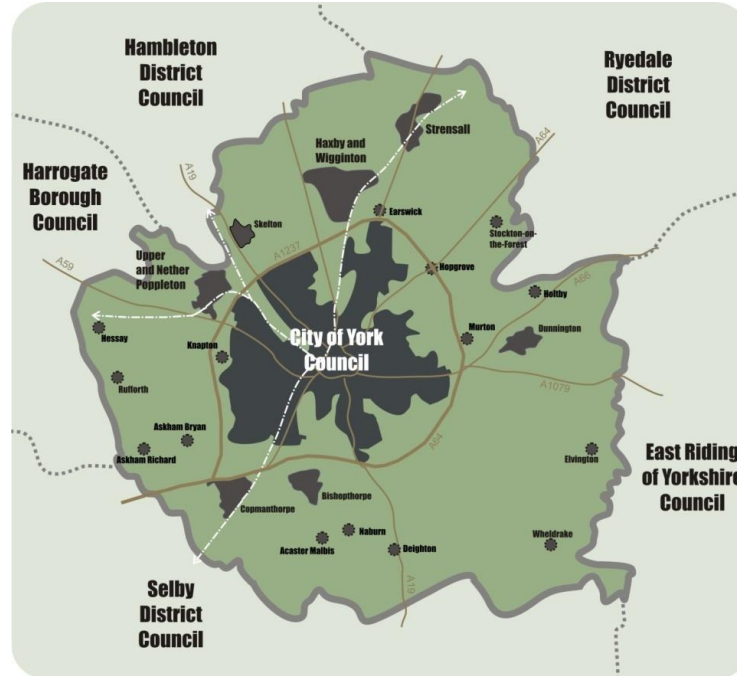 Hambleton
District
Council
Ryedale
District
Council
A64
Strensall
Haxby and
Wigginton
Harrogate
Borough
Council
A19
Earswick
Skelton
Stockton-on-
the-Forest
A1237
Upper
and Nether
Poppleton
A59
Hopgrove
A66
Holtby
Hessay
City of York
Council
Murton
Dunnington
Knapton
Rufforth
A1079
Askham Bryan
Askham Richard
A64
Elvington
East Riding
of Yorkshire
Council
Bishopthorpe
Copmanthorpe
Naburn
Acaster Malbis
Deighton
Wheldrake
A19
Selby
District
Council